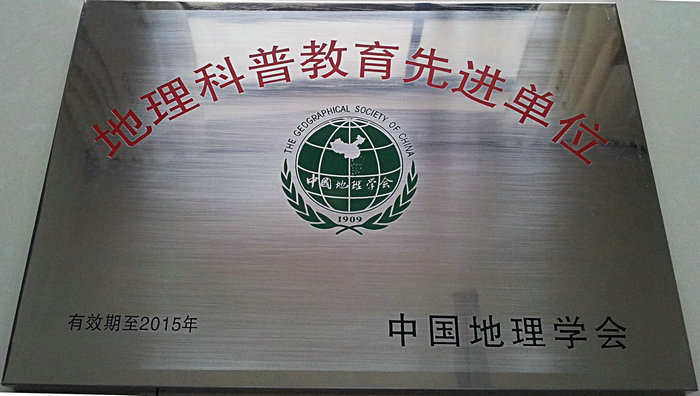 地理科普教育先进单位
THE GEOGRAPHICAL SOCIETY OF CHINA
中国地理学会
1909
有效期至2015年
中国地理学会